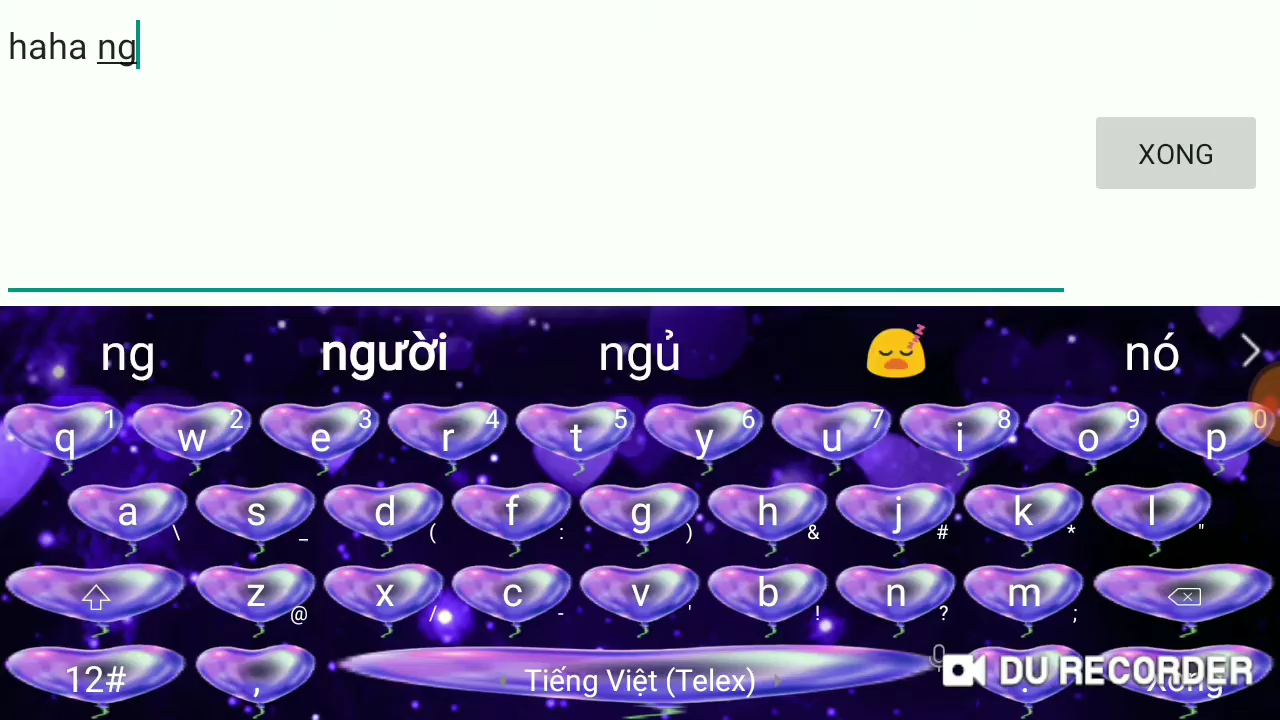 haha ng
XONG
ng người ngủ nó
q 1 w 2 e 3 r 4 t 5 y 6 u 7 i 8 o 9 p 0
a \ s _ d ( f : g ) h & j # k * l "
z @ x / c - v ' b ! n ? m ;
12# , Tiếng Việt (Telex) . Xong
DU RECORDER